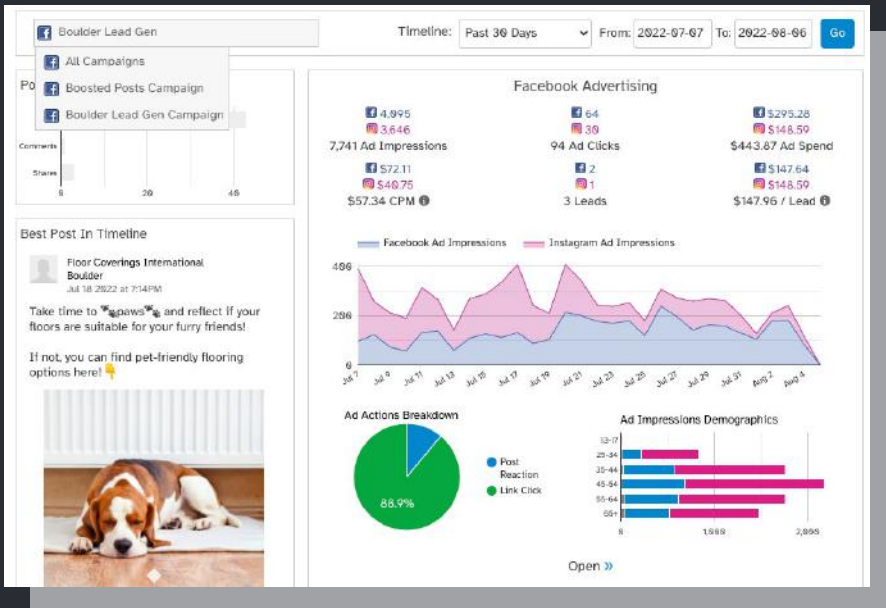 Boulder Lead Gen
Timeline: Past 30 Days From: 2022-07-07 To: 2022-08-06 Go
All Campaigns
Boosted Posts Campaign
Boulder Lead Gen Campaign
Po
Comments
Shares
0 20 40
Best Post In Timeline
Floor Coverings International
Boulder
Jul 18 2022 at 7:14PM
Take time to 🐾paws🐾 and reflect if your
floors are suitable for your furry friends!
If not, you can find pet-friendly flooring
options here! 👇
Facebook Advertising
4,095 64 $295.28
3,646 30 $148.59
7,741 Ad Impressions 94 Ad Clicks $443.87 Ad Spend
$72.11 2 $147.64
$40.75 1 $148.59
$57.34 CPM 3 Leads $147.96 / Lead
Facebook Ad Impressions Instagram Ad Impressions
400
200
0
Jul 7 Jul 9 Jul 11 Jul 13 Jul 15 Jul 17 Jul 19 Jul 21 Jul 23 Jul 25 Jul 27 Jul 29 Jul 31 Aug 2 Aug 4
Ad Actions Breakdown
88.9%
Post
Reaction
Link Click
Ad Impressions Demographics
13-17
25-34
35-44
45-54
55-64
65+
0 1,000 2,000
Open »